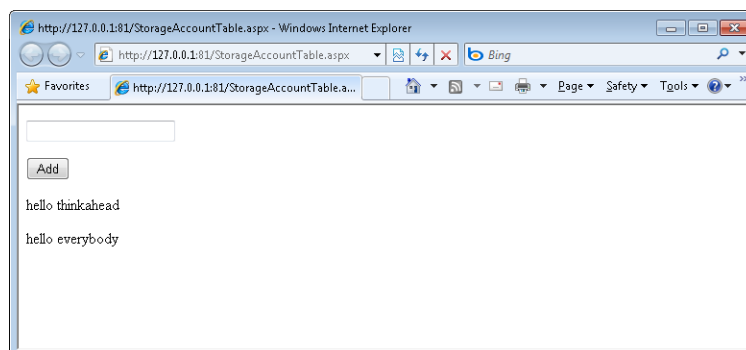 http://127.0.0.1:81/StorageAccountTable.aspx - Windows Internet Explorer
http://127.0.0.1:81/StorageAccountTable.aspx Bing
Favorites http://127.0.0.1:81/StorageAccountTable.a... Page Safety Tools
Add
hello thinkahead
hello everybody